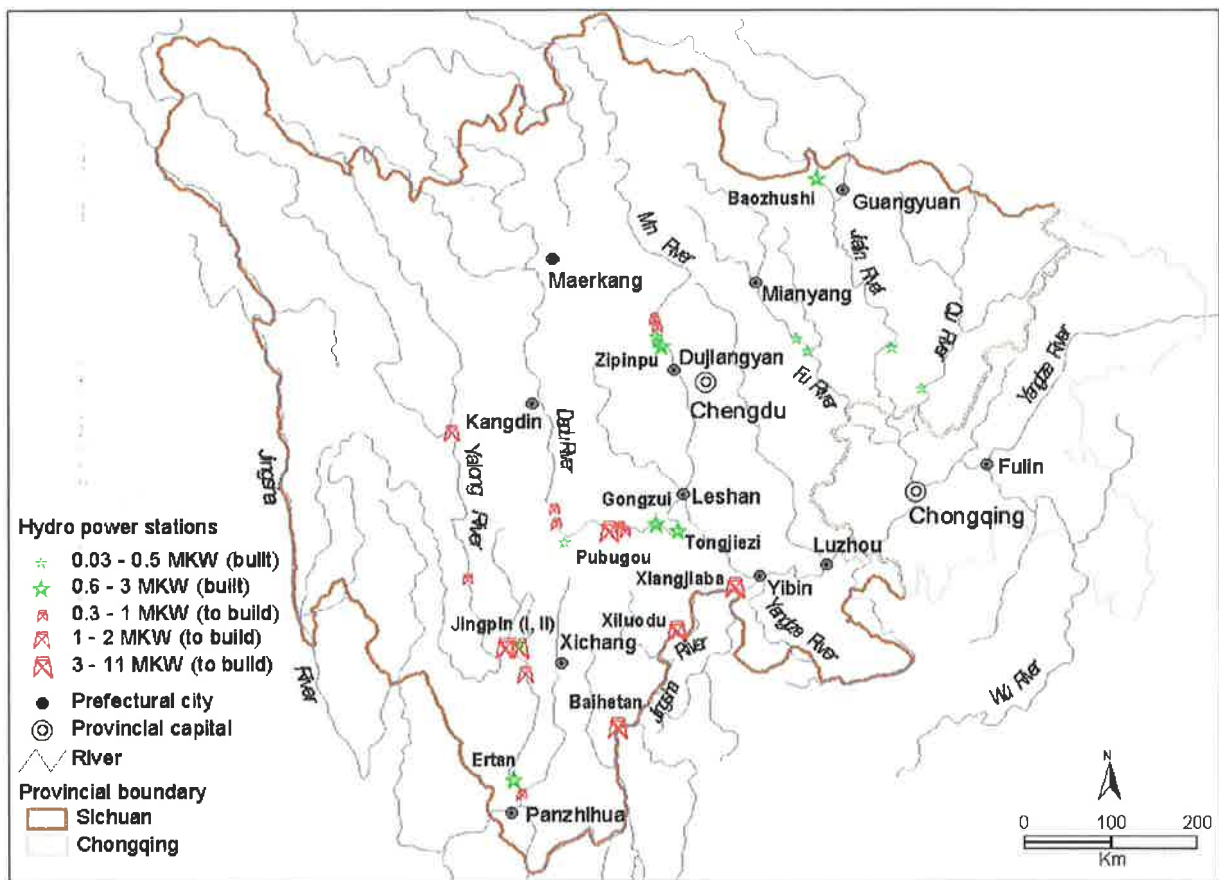 Baozhushi
Guangyuan
Min River
Jialin River
Maerkang
Mianyang
Qu River
Yangtze River
Zipinpu
Dujiangyan
Fu River
Chengdu
Kangdin
Dadu River
Jingsha
River
Yalong River
Fulin
Gongzui
Leshan
Chongqing
Pubugou
Tongjiezi
Luzhou
Xiangjiaba
Yibin
Yangtze River
Jingpin (I, II)
Xichang
Xiluodu
Jingsha River
Wu River
Baihetan
Ertan
Panzhihua
Hydro power stations
0.03 - 0.5 MKW (built)
0.6 - 3 MKW (built)
0.3 - 1 MKW (to build)
1 - 2 MKW (to build)
3 - 11 MKW (to build)
Prefectural city
Provincial capital
River
Provincial boundary
Sichuan
Chongqing
N
0 100 200
Km